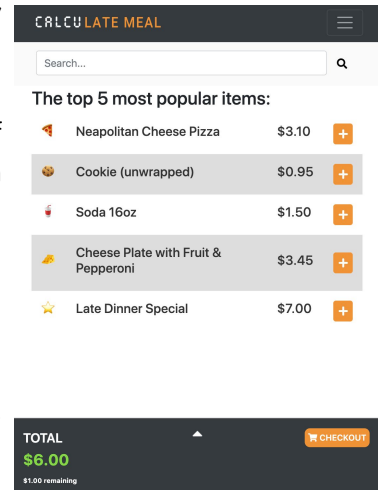 CALCULATE MEAL
Search...
The top 5 most popular items:
Neapolitan Cheese Pizza $3.10 +
Cookie (unwrapped) $0.95 +
Soda 16oz $1.50 +
Cheese Plate with Fruit &
Pepperoni $3.45 +
Late Dinner Special $7.00 +
TOTAL
CHECKOUT
$6.00
$1.00 remaining